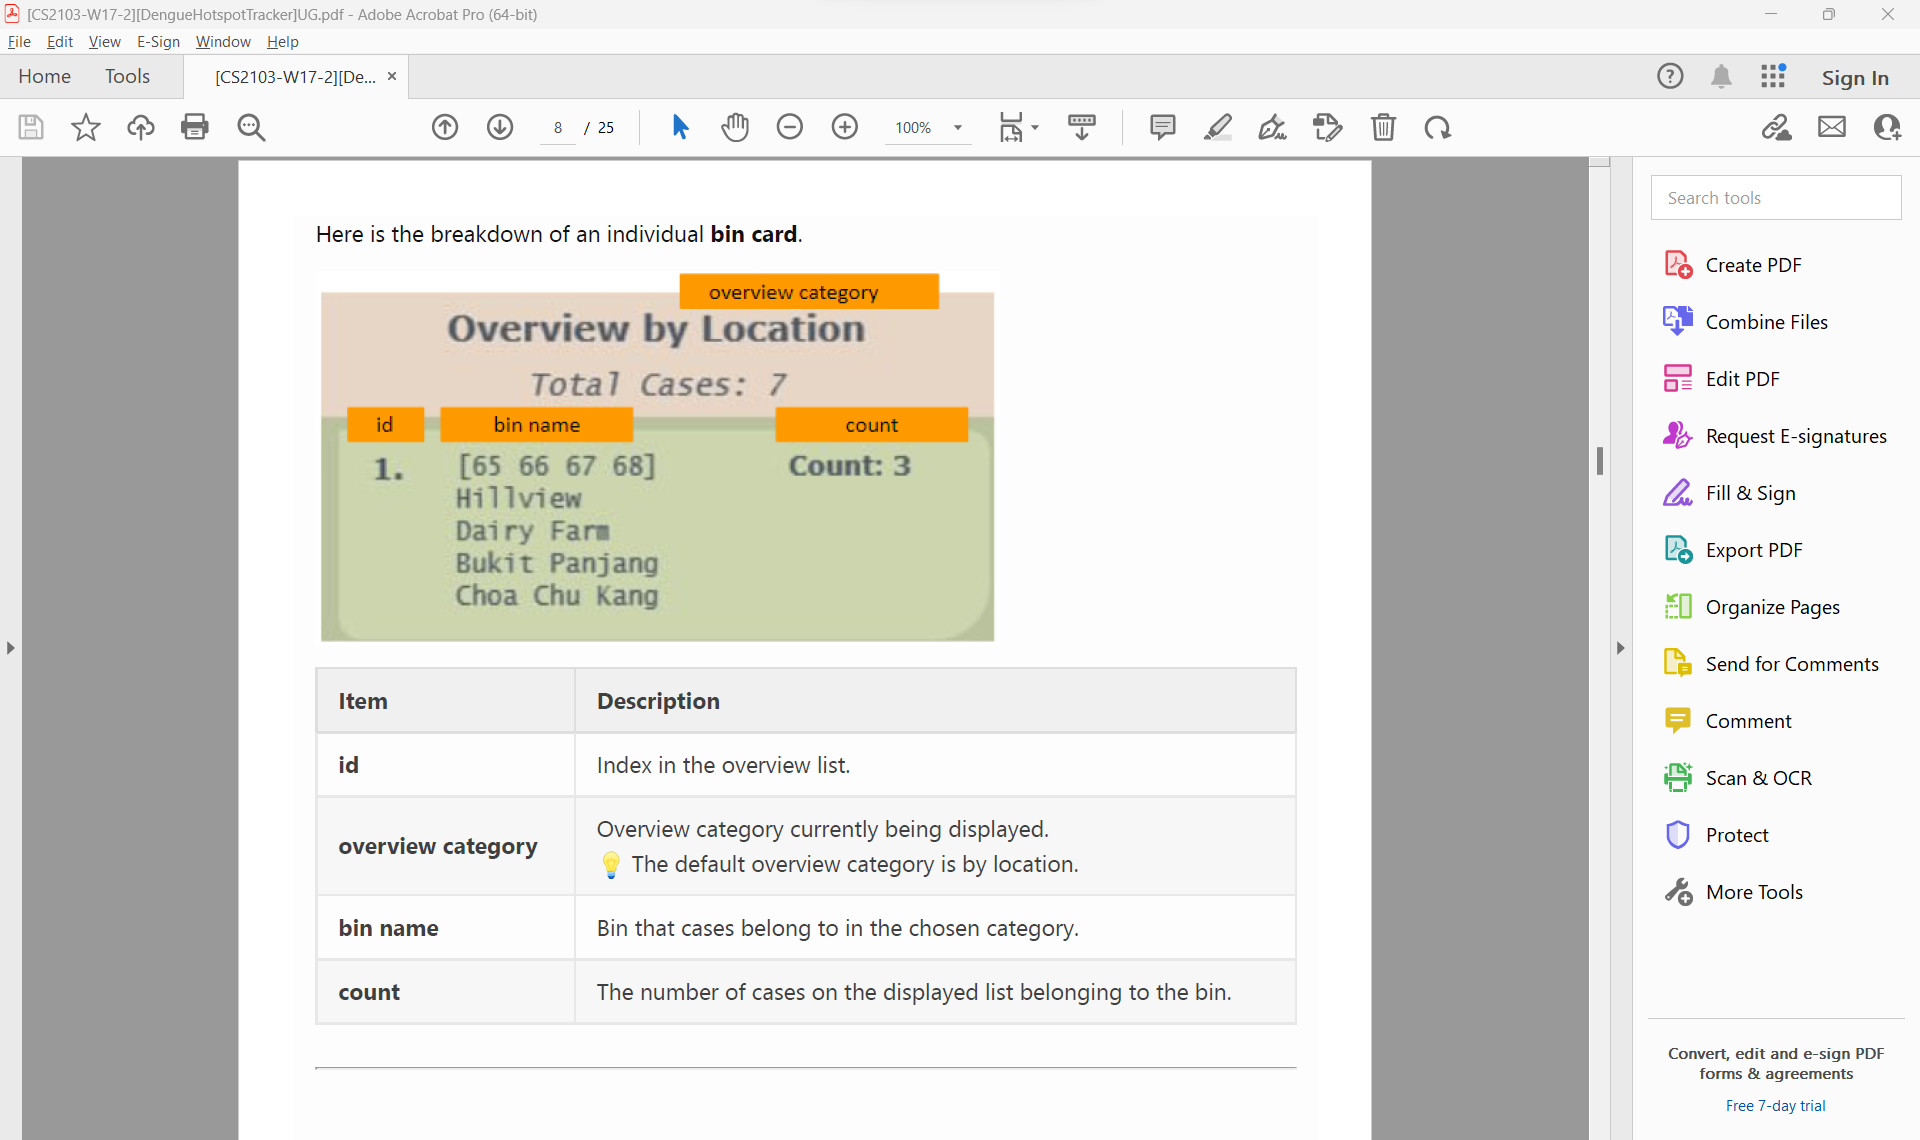 [CS2103-W17-2][DengueHotspotTracker]UG.pdf - Adobe Acrobat Pro (64-bit)
File Edit View E-Sign Window Help
Home Tools [CS2103-W17-2][De... × Sign In
8 / 25 100%
Here is the breakdown of an individual bin card.
overview category
Overview by Location
Total Cases: 7
id bin name count
1. [65 66 67 68] Count: 3
Hillview
Dairy Farm
Bukit Panjang
Choa Chu Kang
Item Description
id Index in the overview list.
overview category Overview category currently being displayed.
💡 The default overview category is by location.
bin name Bin that cases belong to in the chosen category.
count The number of cases on the displayed list belonging to the bin.
Search tools
Create PDF
Combine Files
Edit PDF
Request E-signatures
Fill & Sign
Export PDF
Organize Pages
Send for Comments
Comment
Scan & OCR
Protect
More Tools
Convert, edit and e-sign PDF
forms & agreements
Free 7-day trial